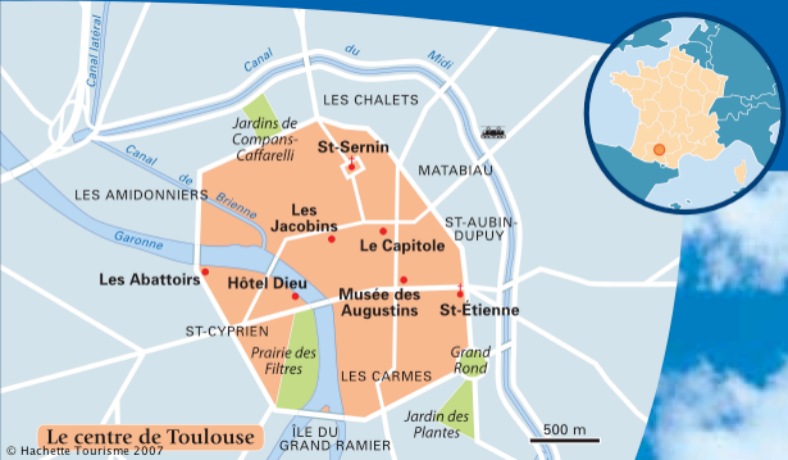 Canal latéral
Canal du Midi
LES CHALETS
Jardins de
Compans-
Caffarelli
St-Sernin
MATABIAU
Canal de Brienne
LES AMIDONNIERS
Les
Jacobins
ST-AUBIN-
DUPUY
Garonne
Le Capitole
Les Abattoirs
Hôtel Dieu
Musée des
Augustins
St-Étienne
ST-CYPRIEN
Prairie des
Filtres
Grand
Rond
LES CARMES
Jardin des
Plantes
Le centre de Toulouse
ÎLE DU
GRAND RAMIER
500 m
© Hachette Tourisme 2007